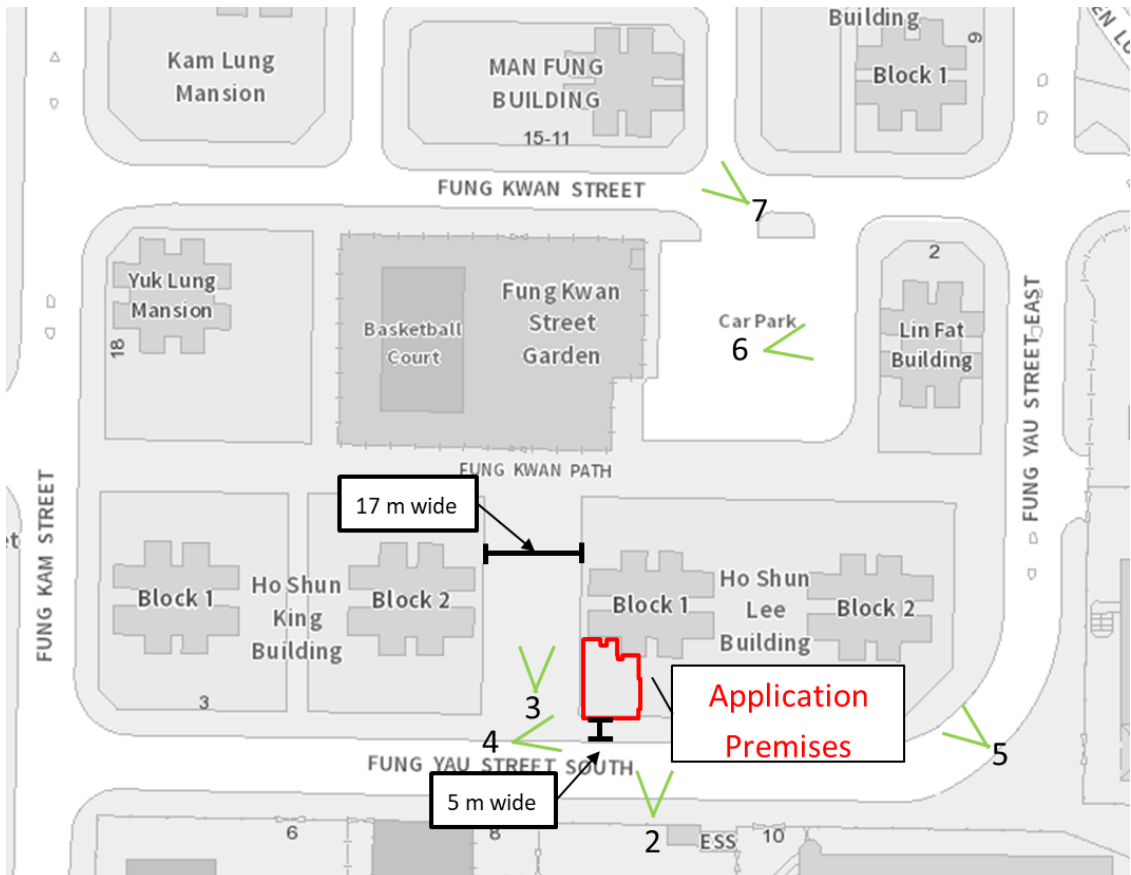 Building
EN LU
Kam Lung
Mansion
MAN FUNG
BUILDING
15-11
Block 1
9
FUNG KWAN STREET
7
Yuk Lung
Mansion
18
Basketball
Court
Fung Kwan
Street
Garden
Car Park
6
2
Lin Fat
Building
FUNG YAU STREET EAST
FUNG KWAN PATH
17 m wide
FUNG KAM STREET
et
Block 1
Ho Shun
King
Building
Block 2
3
Block 1
Ho Shun
Lee
Building
Block 2
3
4
Application
Premises
5
FUNG YAU STREET SOUTH
5 m wide
6
8
2
ESS
10